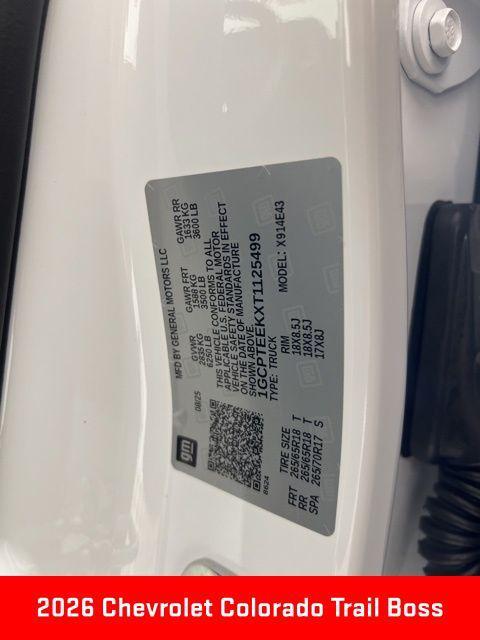 MFD BY GENERAL MOTORS LLC
08/25
GVWR GAWR FRT GAWR RR
2835 KG 1588 KG 1633 KG
6250 LB 3500 LB 3600 LB
THIS VEHICLE CONFORMS TO ALL
APPLICABLE U.S. FEDERAL MOTOR
VEHICLE SAFETY STANDARDS IN EFFECT
ON THE DATE OF MANUFACTURE
SHOWN ABOVE.
1GCPTEEKXT1125499
TYPE: TRUCK MODEL: X914E43
gm
8624
TIRE SIZE RIM
FRT 265/65R18 T 18X8.5J
RR 265/65R18 T 18X8.5J
SPA 265/70R17 S 17X8J
2026 Chevrolet Colorado Trail Boss